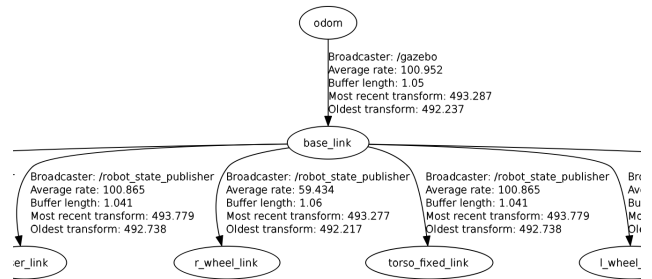 odom
Broadcaster: /gazebo
Average rate: 100.952
Buffer length: 1.05
Most recent transform: 493.287
Oldest transform: 492.237
base_link
Broadcaster: /robot_state_publisher
Average rate: 100.865
Buffer length: 1.041
Most recent transform: 493.779
Oldest transform: 492.738
Broadcaster: /robot_state_publisher
Average rate: 59.434
Buffer length: 1.06
Most recent transform: 493.277
Oldest transform: 492.217
Broadcaster: /robot_state_publisher
Average rate: 100.865
Buffer length: 1.041
Most recent transform: 493.779
Oldest transform: 492.738
r_wheel_link
torso_fixed_link